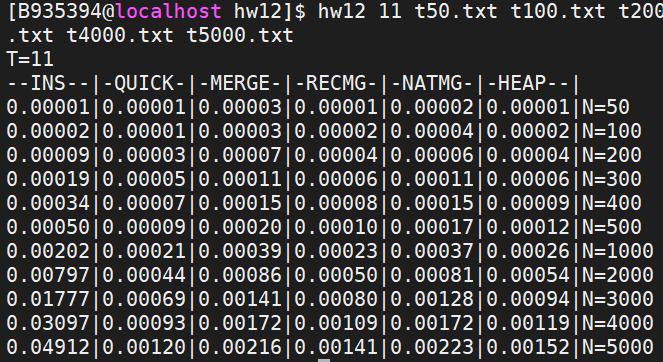 [B935394@localhost hw12]$ hw12 11 t50.txt t100.txt t200
.txt t4000.txt t5000.txt
T=11
--INS--|-QUICK-|-MERGE-|-RECMG-|-NATMG-|-HEAP--|
0.00001|0.00001|0.00003|0.00001|0.00002|0.00001|N=50
0.00002|0.00001|0.00003|0.00002|0.00004|0.00002|N=100
0.00009|0.00003|0.00007|0.00004|0.00006|0.00004|N=200
0.00019|0.00005|0.00011|0.00006|0.00011|0.00006|N=300
0.00034|0.00007|0.00015|0.00008|0.00015|0.00009|N=400
0.00050|0.00009|0.00020|0.00010|0.00017|0.00012|N=500
0.00202|0.00021|0.00039|0.00023|0.00037|0.00026|N=1000
0.00797|0.00044|0.00086|0.00050|0.00081|0.00054|N=2000
0.01777|0.00069|0.00141|0.00080|0.00128|0.00094|N=3000
0.03097|0.00093|0.00172|0.00109|0.00172|0.00119|N=4000
0.04912|0.00120|0.00216|0.00141|0.00223|0.00152|N=5000